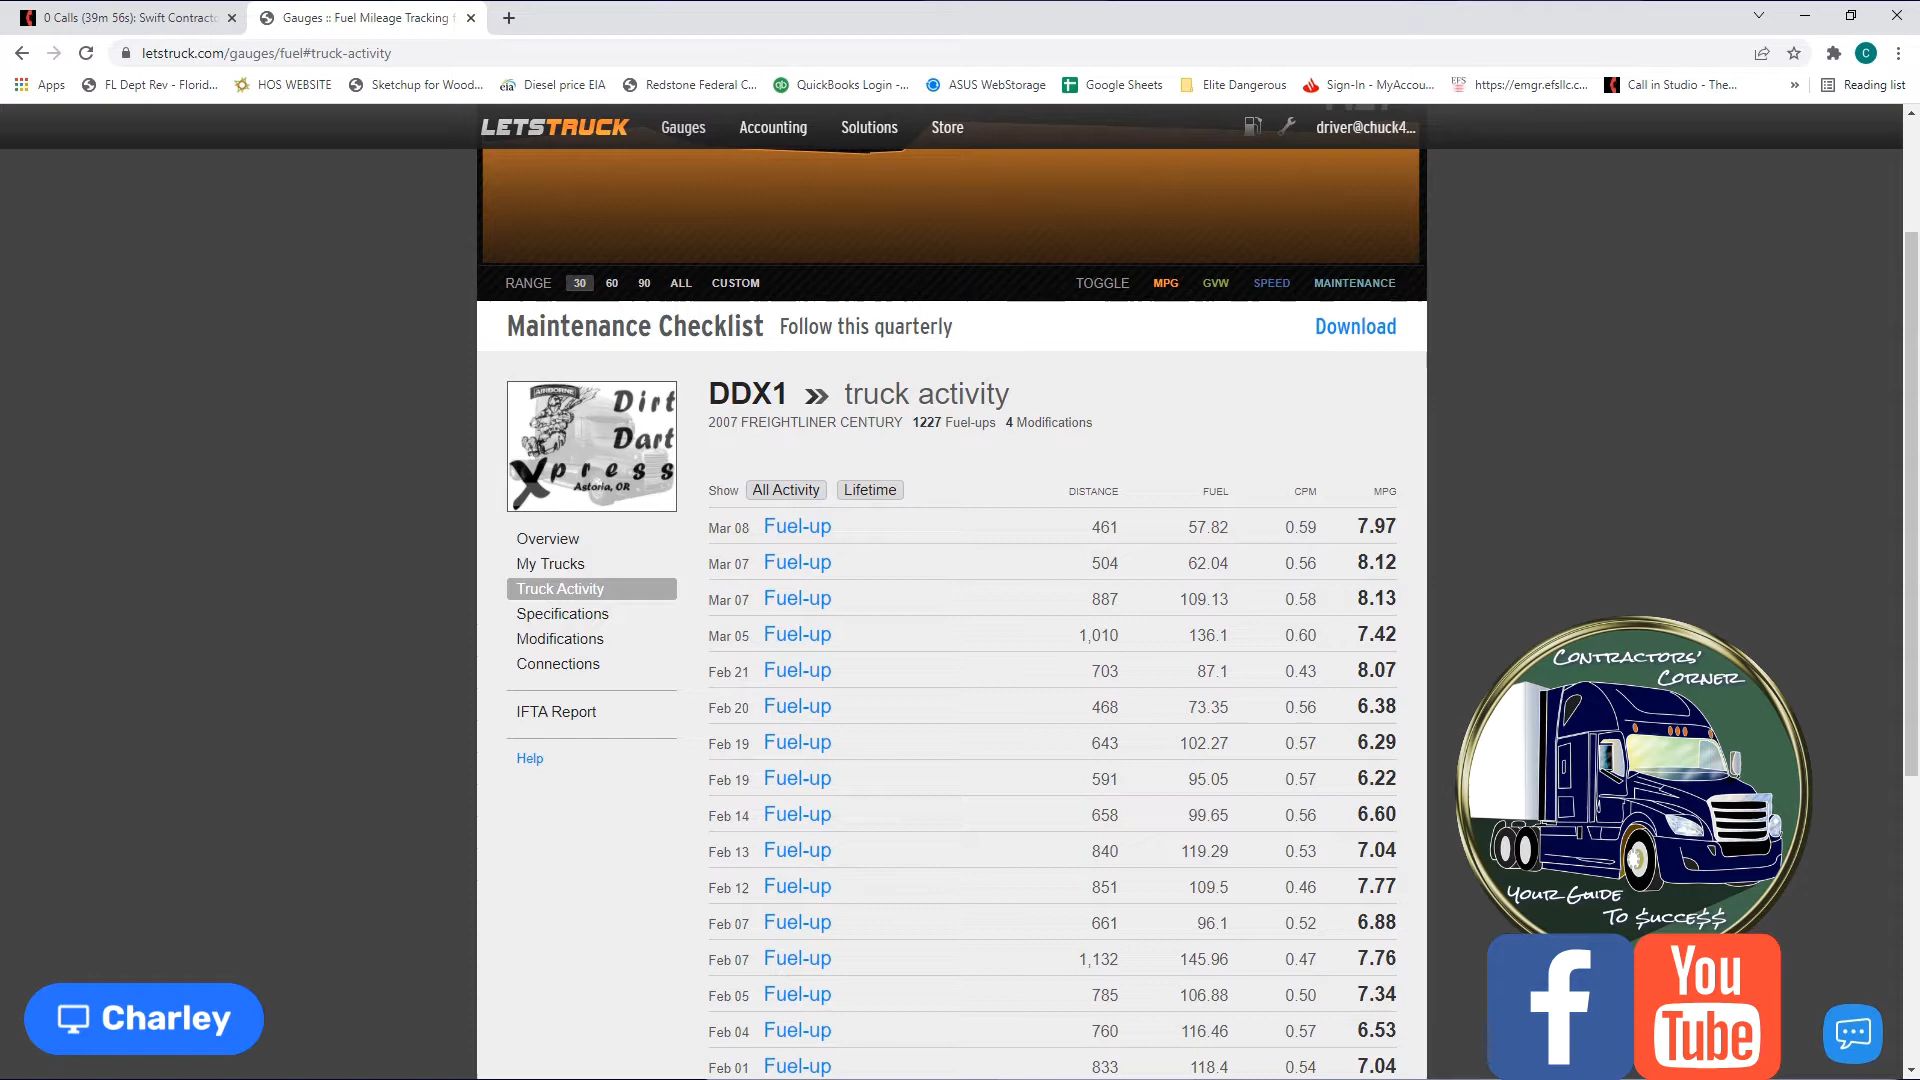 0 Calls (39m 56s): Swift Contract
Gauges :: Fuel Mileage Tracking f
letstruck.com/gauges/fuel#truck-activity
C
Apps
FL Dept Rev - Florid...
HOS WEBSITE
Sketchup for Wood...
eia
Diesel price EIA
Redstone Federal C...
qb
QuickBooks Login -...
ASUS WebStorage
Google Sheets
Elite Dangerous
Sign-In - MyAccou...
EFS
https://emgr.efsllc.c...
Call in Studio - The...
»
Reading list
LETSTRUCK
Gauges
Accounting
Solutions
Store
driver@chuck4...
RANGE 30 60 90 ALL CUSTOM
TOGGLE MPG GVW SPEED MAINTENANCE
Maintenance Checklist Follow this quarterly
Download
AIRBORNE
Dirt
Dart
Xpress
Astoria, OR
Overview
My Trucks
Truck Activity
Specifications
Modifications
Connections
IFTA Report
Help
DDX1 » truck activity
2007 FREIGHTLINER CENTURY 1227 Fuel-ups 4 Modifications
Show All Activity Lifetime DISTANCE FUEL CPM MPG
Mar 08 Fuel-up 461 57.82 0.59 7.97
Mar 07 Fuel-up 504 62.04 0.56 8.12
Mar 07 Fuel-up 887 109.13 0.58 8.13
Mar 05 Fuel-up 1,010 136.1 0.60 7.42
Feb 21 Fuel-up 703 87.1 0.43 8.07
Feb 20 Fuel-up 468 73.35 0.56 6.38
Feb 19 Fuel-up 643 102.27 0.57 6.29
Feb 19 Fuel-up 591 95.05 0.57 6.22
Feb 14 Fuel-up 658 99.65 0.56 6.60
Feb 13 Fuel-up 840 119.29 0.53 7.04
Feb 12 Fuel-up 851 109.5 0.46 7.77
Feb 07 Fuel-up 661 96.1 0.52 6.88
Feb 07 Fuel-up 1,132 145.96 0.47 7.76
Feb 05 Fuel-up 785 106.88 0.50 7.34
Feb 04 Fuel-up 760 116.46 0.57 6.53
Feb 01 Fuel-up 833 118.4 0.54 7.04
Contractors'
Corner
Your Guide
To $ucce$$
f
You
Tube
Charley